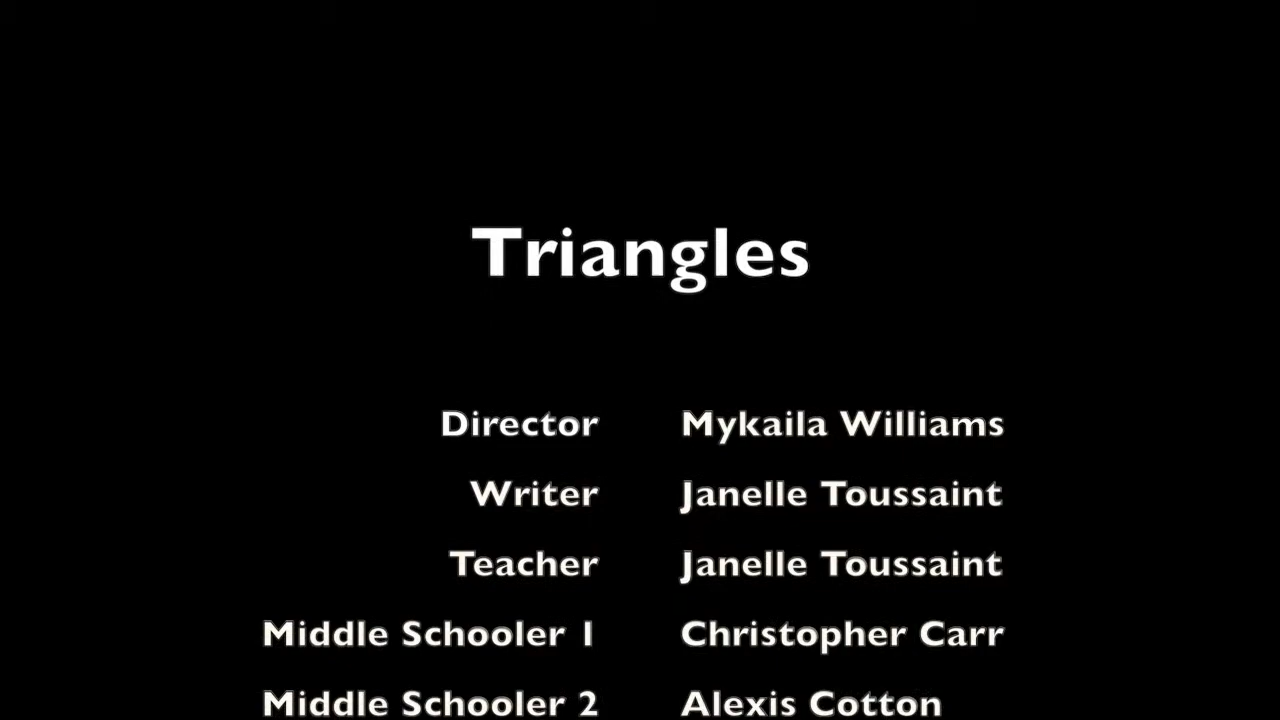 Triangles
Director Mykaila Williams
Writer Janelle Toussaint
Teacher Janelle Toussaint
Middle Schooler 1 Christopher Carr
Middle Schooler 2 Alexis Cotton